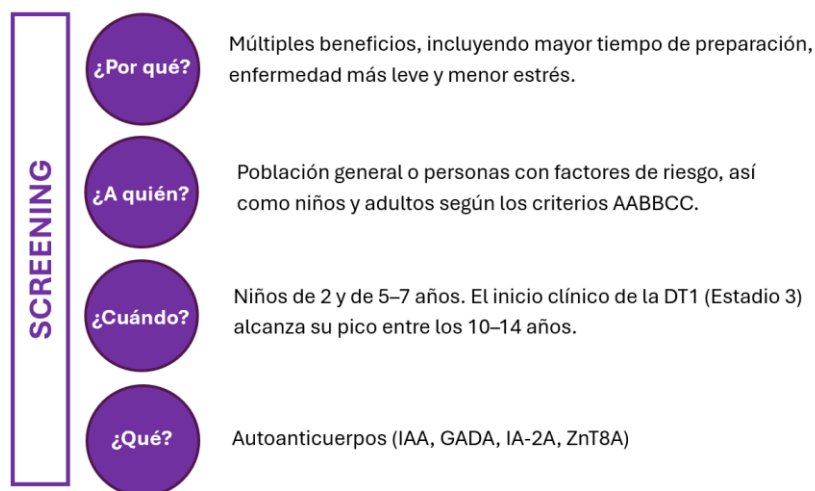 SCREENING
¿Por qué?
Múltiples beneficios, incluyendo mayor tiempo de preparación,
enfermedad más leve y menor estrés.
¿A quién?
Población general o personas con factores de riesgo, así
como niños y adultos según los criterios AABBCC.
¿Cuándo?
Niños de 2 y de 5–7 años. El inicio clínico de la DT1 (Estadio 3)
alcanza su pico entre los 10–14 años.
¿Qué?
Autoanticuerpos (IAA, GADA, IA-2A, ZnT8A)